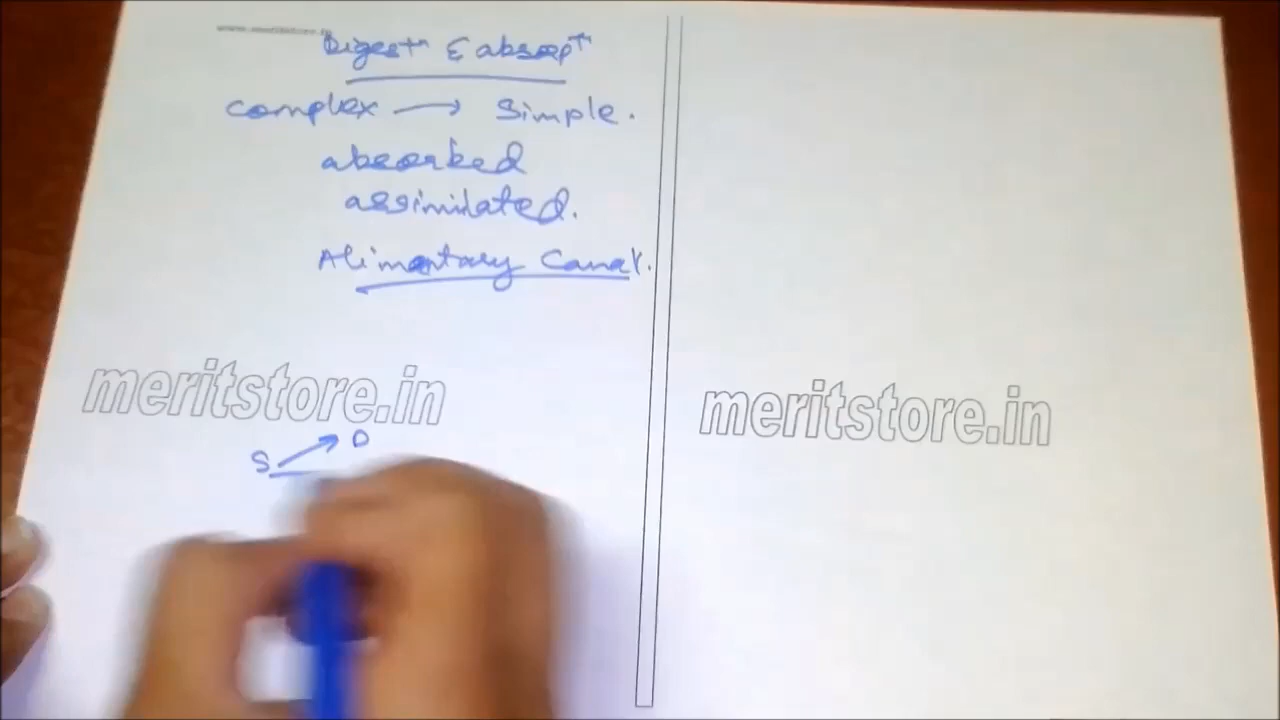 Digestn & absorptn
complex → Simple.
absorbed
assimilated.
Alimentary Canal.
meritstore.in
meritstore.in
S D